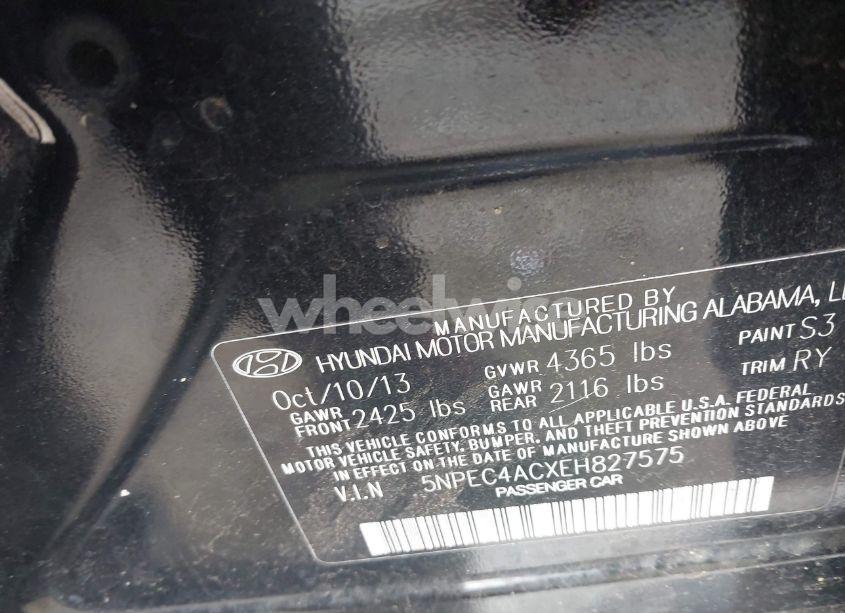 MANUFACTURED BY
HYUNDAI MOTOR MANUFACTURING ALABAMA,
Oct/10/13 GVWR 4365 lbs PAINT S3
GAWR FRONT 2425 lbs GAWR REAR 2116 lbs TRIM RY
THIS VEHICLE CONFORMS TO ALL APPLICABLE U.S.A. FEDERAL
MOTOR VEHICLE SAFETY, BUMPER, AND THEFT PREVENTION STANDARDS
IN EFFECT ON THE DATE OF MANUFACTURE SHOWN ABOVE
V.I.N 5NPEC4ACXEH827575
PASSENGER CAR